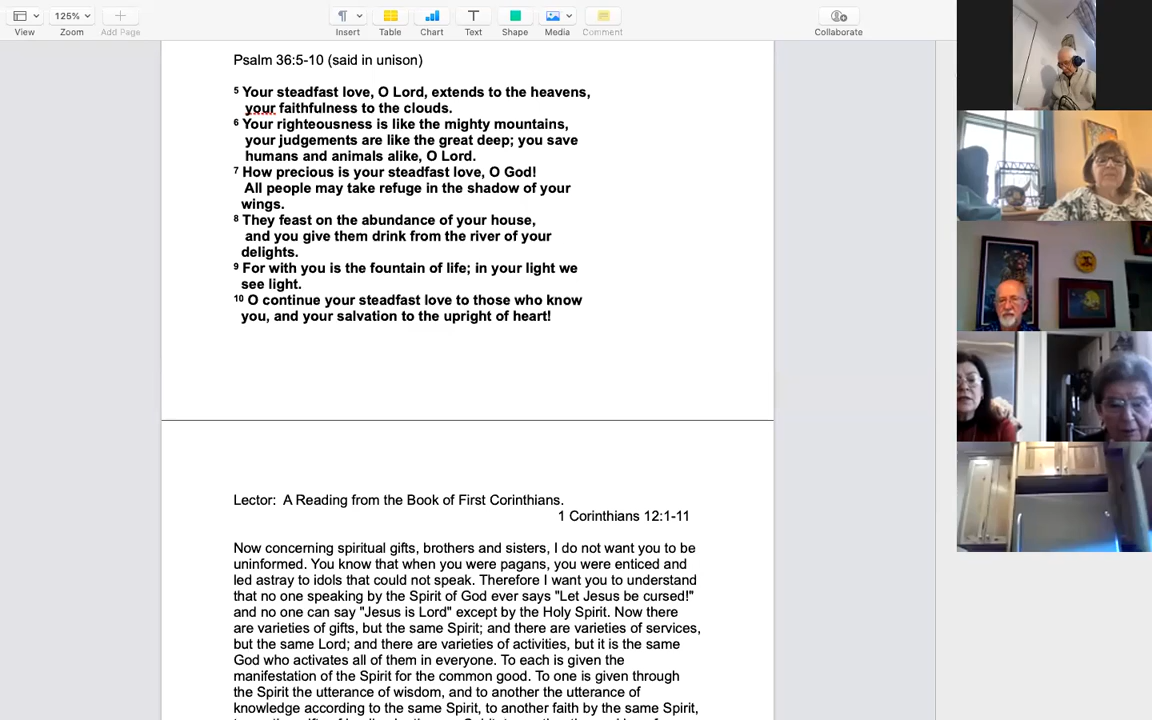 125%
View
Zoom
Add Page
Insert
Table
Chart
Text
Shape
Media
Comment
Collaborate
Psalm 36:5-10 (said in unison)
5 Your steadfast love, O Lord, extends to the heavens,
your faithfulness to the clouds.
6 Your righteousness is like the mighty mountains,
your judgements are like the great deep; you save
humans and animals alike, O Lord.
7 How precious is your steadfast love, O God!
All people may take refuge in the shadow of your
wings.
8 They feast on the abundance of your house,
and you give them drink from the river of your
delights.
9 For with you is the fountain of life; in your light we
see light.
10 O continue your steadfast love to those who know
you, and your salvation to the upright of heart!
Lector:  A Reading from the Book of First Corinthians.
1 Corinthians 12:1-11
Now concerning spiritual gifts, brothers and sisters, I do not want you to be
uninformed. You know that when you were pagans, you were enticed and
led astray to idols that could not speak. Therefore I want you to understand
that no one speaking by the Spirit of God ever says "Let Jesus be cursed!"
and no one can say "Jesus is Lord" except by the Holy Spirit. Now there
are varieties of gifts, but the same Spirit; and there are varieties of services,
but the same Lord; and there are varieties of activities, but it is the same
God who activates all of them in everyone. To each is given the
manifestation of the Spirit for the common good. To one is given through
the Spirit the utterance of wisdom, and to another the utterance of
knowledge according to the same Spirit, to another faith by the same Spirit,